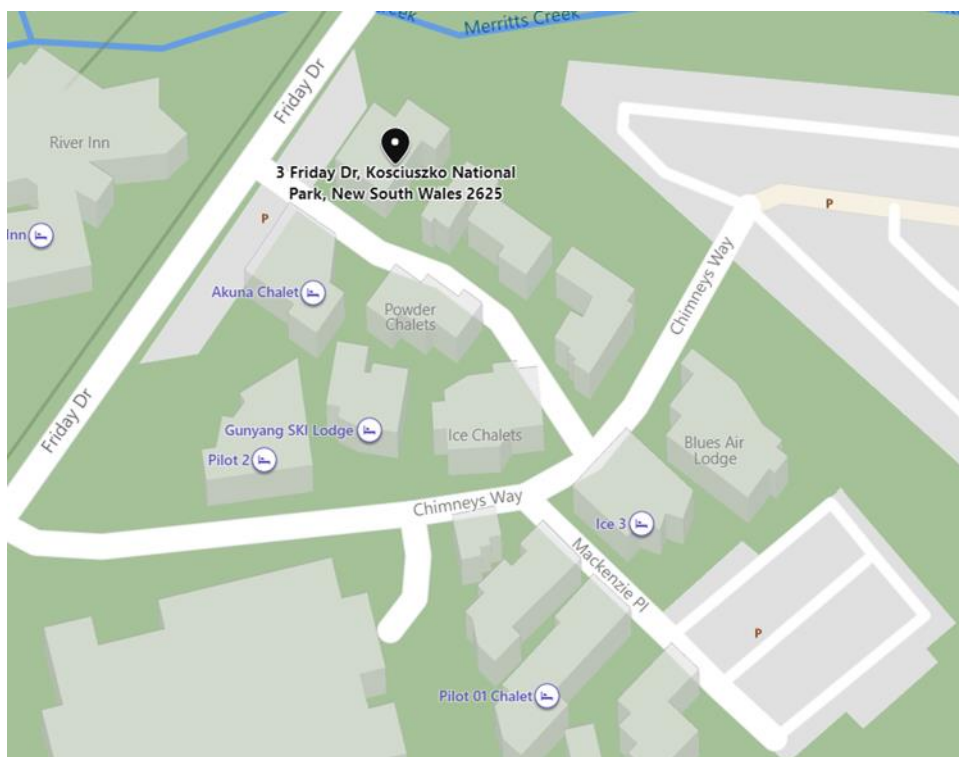 Creek
Merritts Creek
Friday Dr
River Inn
3 Friday Dr, Kosciuszko National
Park, New South Wales 2625
P
P
Inn
Chimneys Way
Akuna Chalet
Powder
Chalets
Friday Dr
Gunyang SKI Lodge
Ice Chalets
Blues Air
Lodge
Pilot 2
Chimneys Way
Ice 3
Mackenzie Pl
P
Pilot 01 Chalet